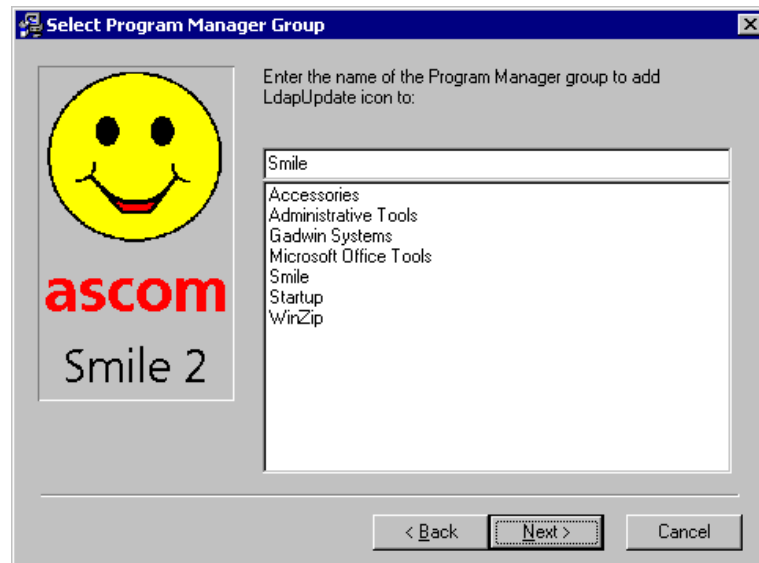 Select Program Manager Group
Enter the name of the Program Manager group to add
LdapUpdate icon to:
Smile
Accessories
Administrative Tools
Gadwin Systems
Microsoft Office Tools
Smile
Startup
WinZip
ascom
Smile 2
< Back
Next >
Cancel